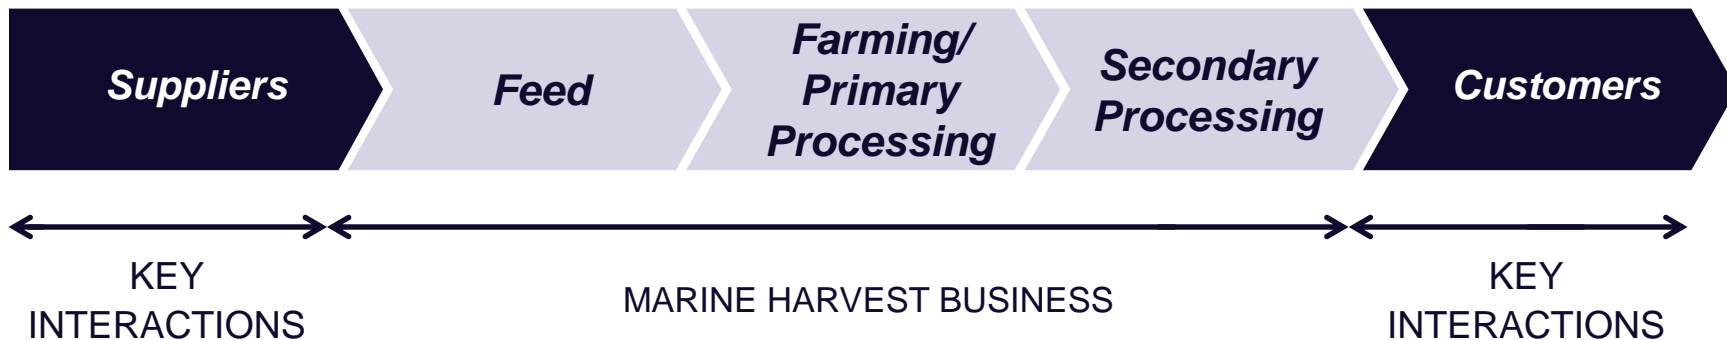 Suppliers
Feed
Farming/
Primary
Processing
Secondary
Processing
Customers
KEY
INTERACTIONS
MARINE HARVEST BUSINESS
KEY
INTERACTIONS